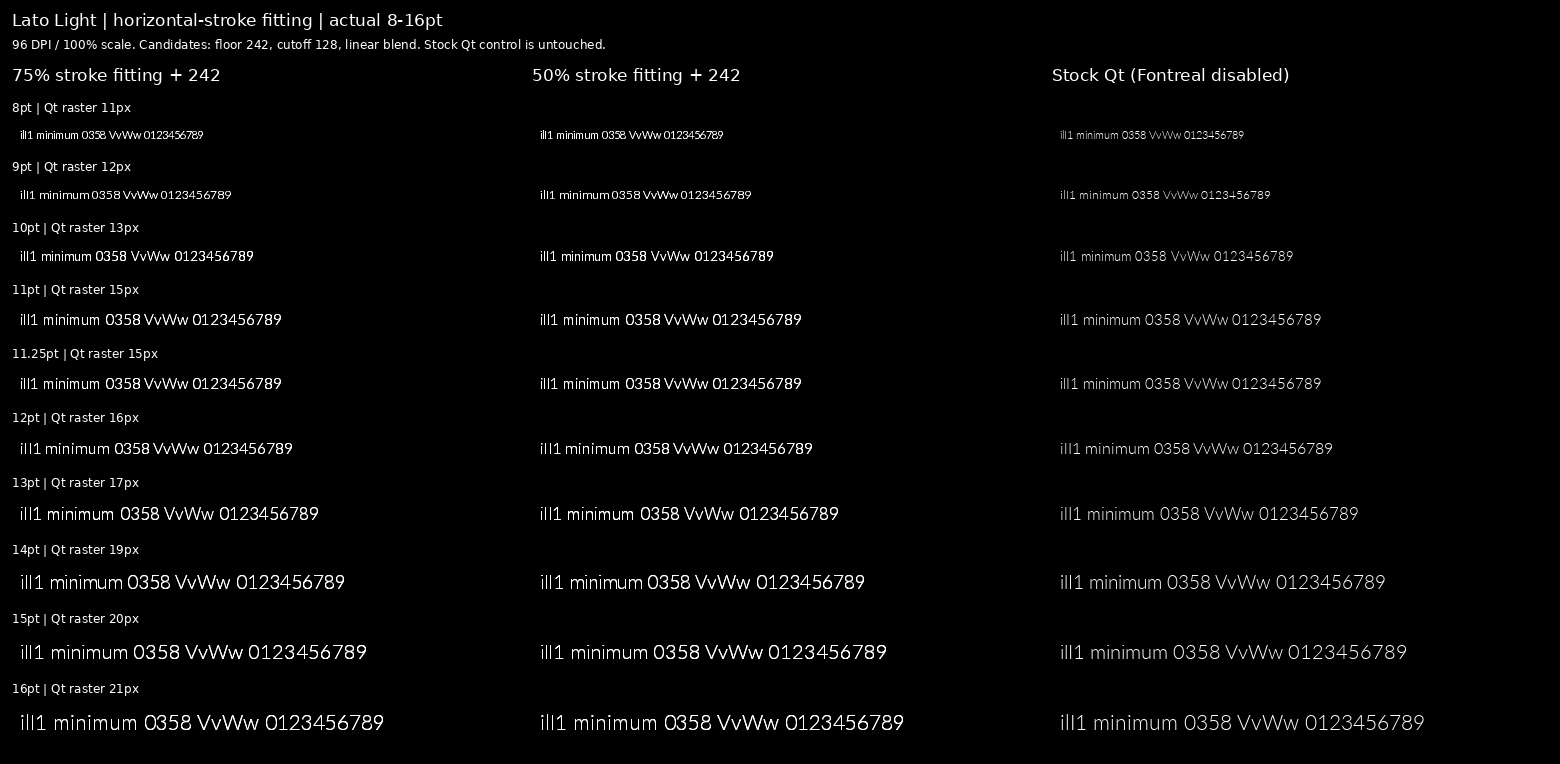 Lato Light | horizontal-stroke fitting | actual 8-16pt
96 DPI / 100% scale. Candidates: floor 242, cutoff 128, linear blend. Stock Qt control is untouched.
75% stroke fitting + 242 50% stroke fitting + 242 Stock Qt (Fontreal disabled)
8pt | Qt raster 11px
ill1 minimum 0358 VvWw 0123456789 ill1 minimum 0358 VvWw 0123456789 ill1 minimum 0358 VvWw 0123456789
9pt | Qt raster 12px
ill1 minimum 0358 VvWw 0123456789 ill1 minimum 0358 VvWw 0123456789 ill1 minimum 0358 VvWw 0123456789
10pt | Qt raster 13px
ill1 minimum 0358 VvWw 0123456789 ill1 minimum 0358 VvWw 0123456789 ill1 minimum 0358 VvWw 0123456789
11pt | Qt raster 15px
ill1 minimum 0358 VvWw 0123456789 ill1 minimum 0358 VvWw 0123456789 ill1 minimum 0358 VvWw 0123456789
11.25pt | Qt raster 15px
ill1 minimum 0358 VvWw 0123456789 ill1 minimum 0358 VvWw 0123456789 ill1 minimum 0358 VvWw 0123456789
12pt | Qt raster 16px
ill1 minimum 0358 VvWw 0123456789 ill1 minimum 0358 VvWw 0123456789 ill1 minimum 0358 VvWw 0123456789
13pt | Qt raster 17px
ill1 minimum 0358 VvWw 0123456789 ill1 minimum 0358 VvWw 0123456789 ill1 minimum 0358 VvWw 0123456789
14pt | Qt raster 19px
ill1 minimum 0358 VvWw 0123456789 ill1 minimum 0358 VvWw 0123456789 ill1 minimum 0358 VvWw 0123456789
15pt | Qt raster 20px
ill1 minimum 0358 VvWw 0123456789 ill1 minimum 0358 VvWw 0123456789 ill1 minimum 0358 VvWw 0123456789
16pt | Qt raster 21px
ill1 minimum 0358 VvWw 0123456789 ill1 minimum 0358 VvWw 0123456789 ill1 minimum 0358 VvWw 0123456789